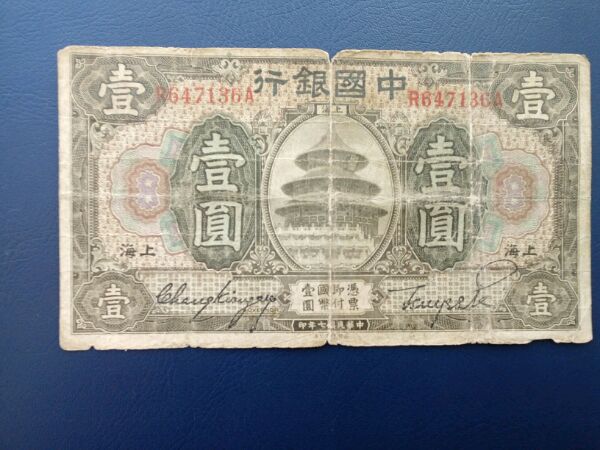 中國銀行
壹 壹
R647136A R647136A
壹圓 壹圓
上海 上海
憑票即付國幣壹圓
壹 壹
中華民國七年印